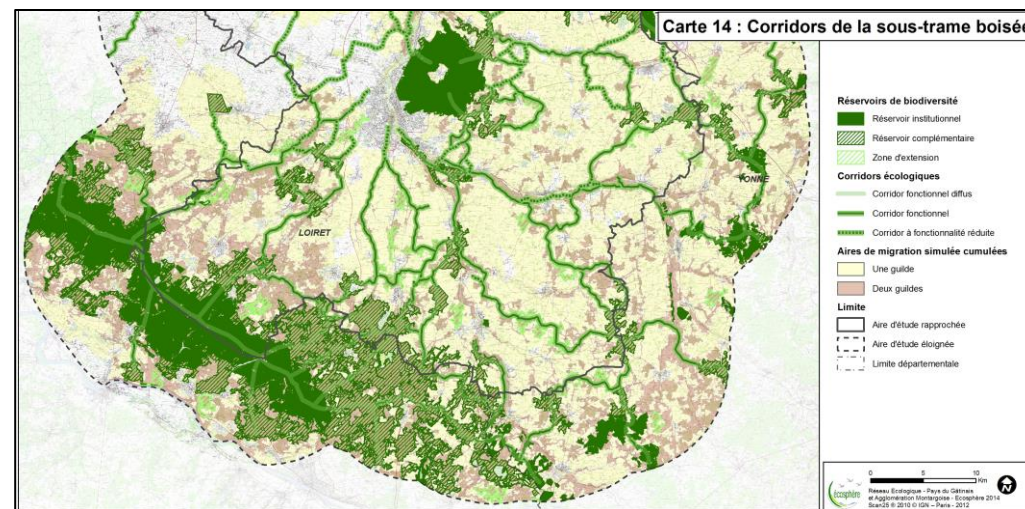 Carte 14 : Corridors de la sous-trame boisée
Réservoirs de biodiversité
Réservoir institutionnel
Réservoir complémentaire
Zone d'extension
Corridors écologiques
Corridor fonctionnel diffus
Corridor fonctionnel
Corridor à fonctionnalité réduite
Aires de migration simulée cumulées
Une guilde
Deux guildes
Limite
Aire d'étude rapprochée
Aire d'étude éloignée
Limite départementale
YONNE
LOIRET
0 5 10
Km
N
écosphère
Réseau Ecologique - Pays du Gâtinais
et Agglomération Montargoise - Ecosphère 2014
Scan25 ® 2010 © IGN – Paris - 2012